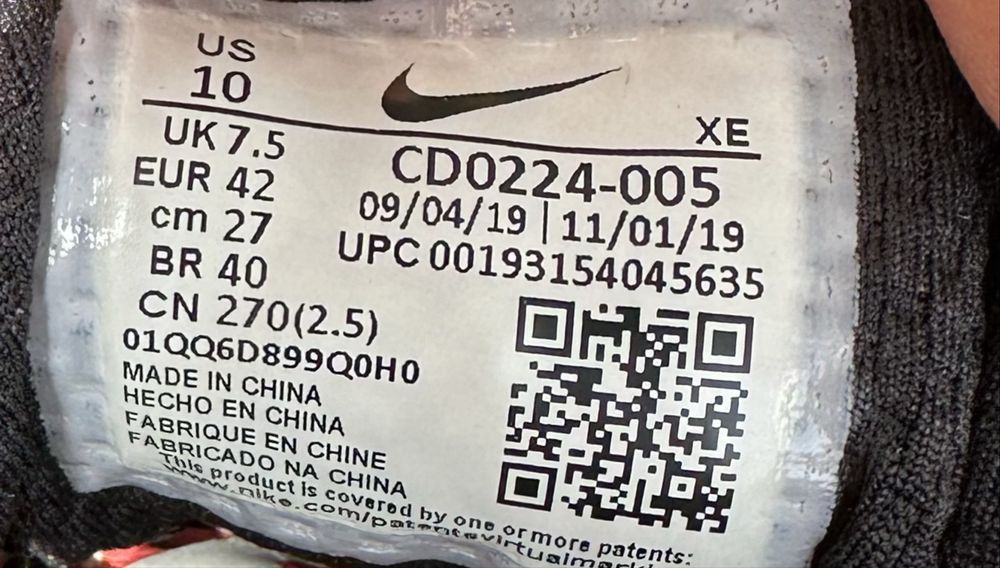 US
10
XE
UK 7.5
EUR 42
cm 27
BR 40
CN 270(2.5)
CD0224-005
09/04/19 | 11/01/19
UPC 00193154045635
01QQ6D899Q0H0
MADE IN CHINA
HECHO EN CHINA
FABRIQUE EN CHINE
FABRICADO NA CHINA
This product is covered by one or more patents: